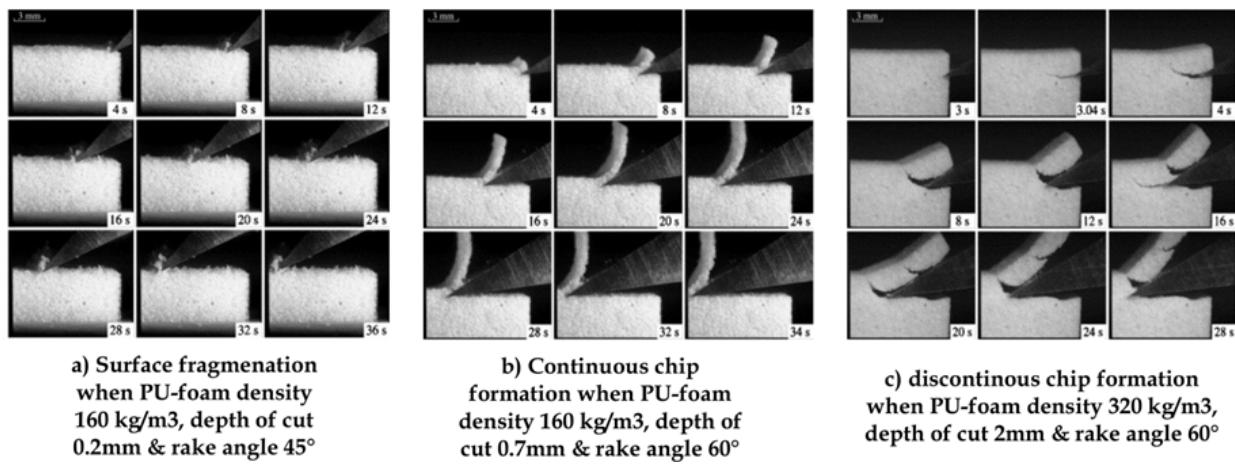 3 mm
4 s
8 s
12 s
16 s
20 s
24 s
28 s
32 s
36 s
3 mm
4 s
8 s
12 s
16 s
20 s
24 s
28 s
32 s
34 s
3 mm
3 s
3.04 s
4 s
8 s
12 s
16 s
20 s
24 s
28 s
a) Surface fragmenation
when PU-foam density
160 kg/m3, depth of cut
0.2mm & rake angle 45°
b) Continuous chip
formation when PU-foam
density 160 kg/m3, depth of
cut 0.7mm & rake angle 60°
c) discontinous chip formation
when PU-foam density 320 kg/m3,
depth of cut 2mm & rake angle 60°